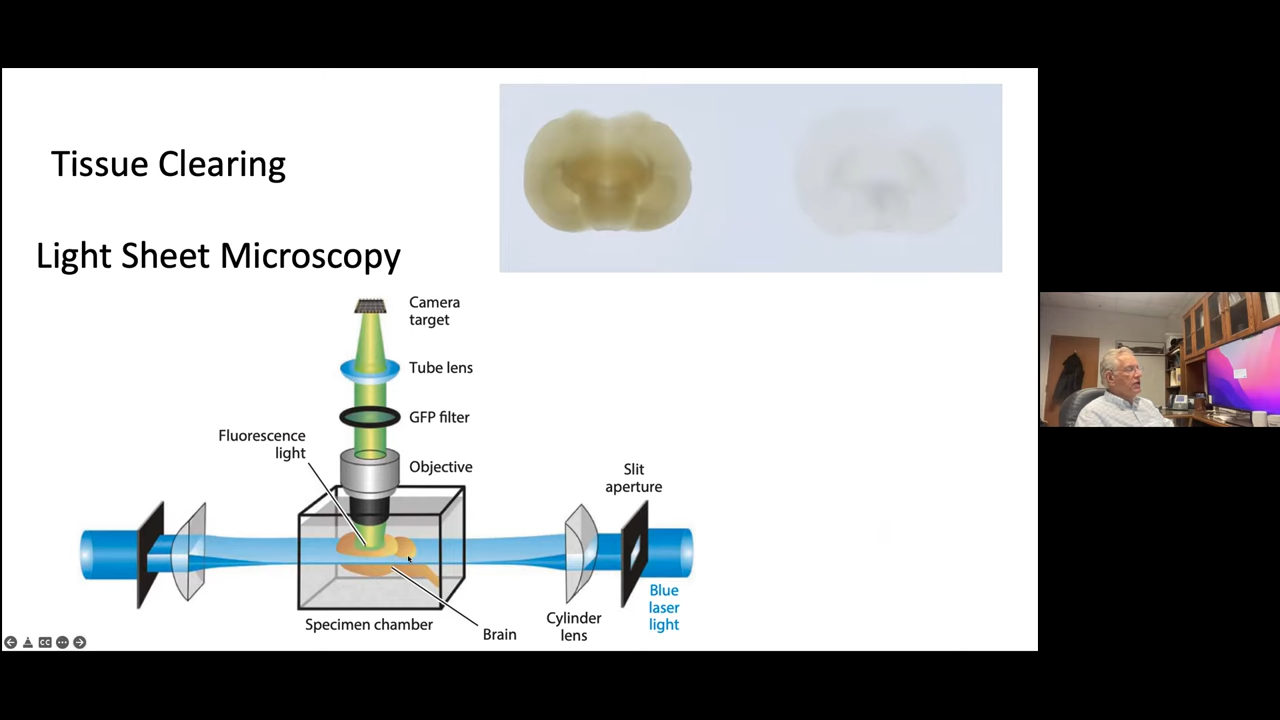 Tissue Clearing
Light Sheet Microscopy
Camera
target
Tube lens
GFP filter
Fluorescence
light
Objective
Slit
aperture
Blue
laser
light
Cylinder
lens
Specimen chamber
Brain
CC